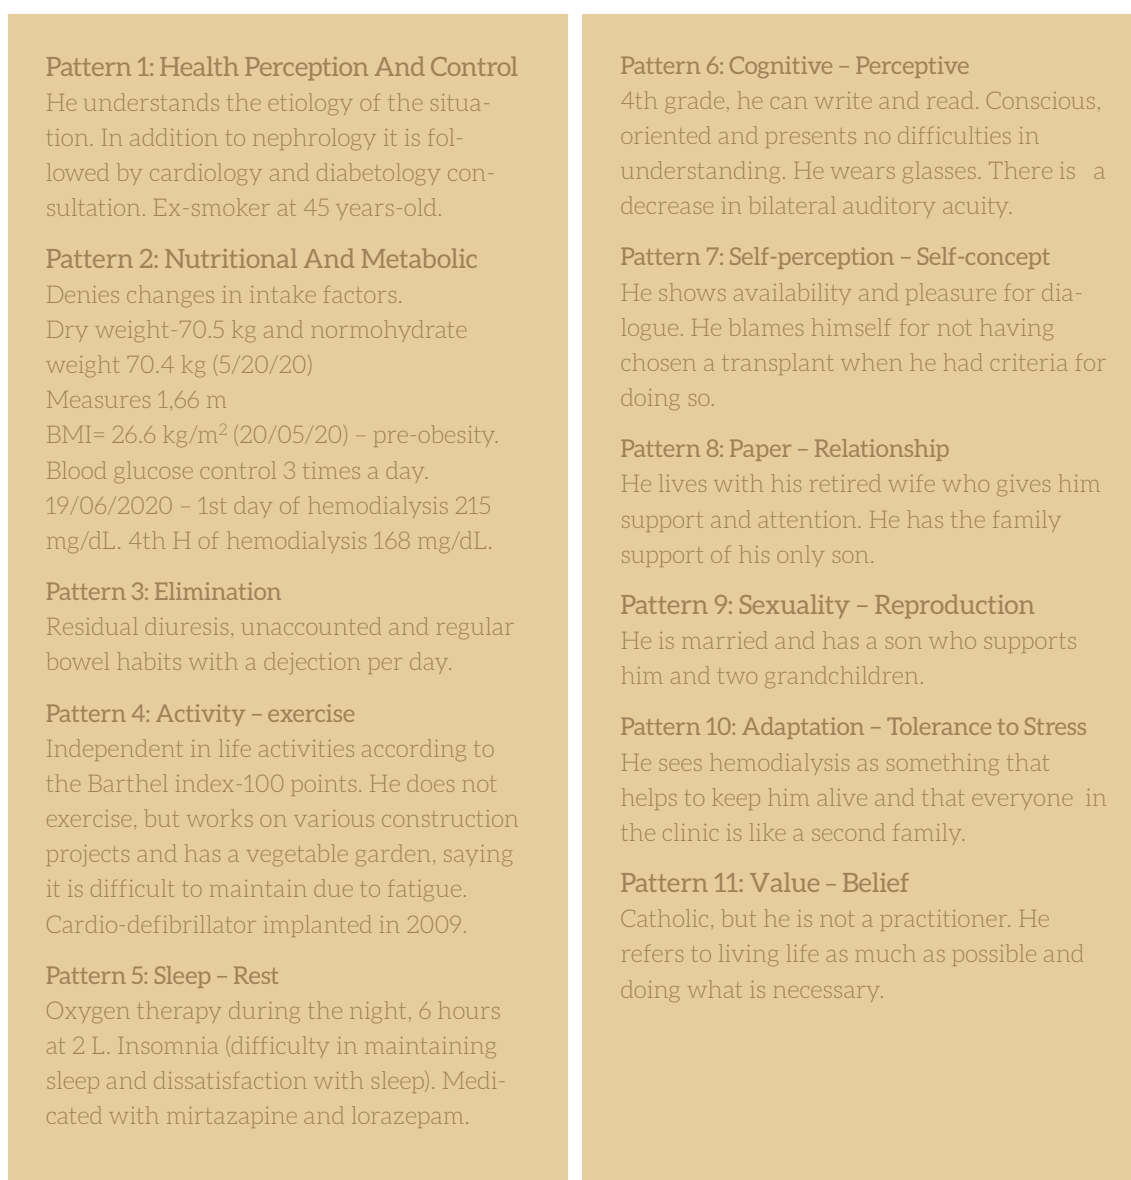 Pattern 1: Health Perception And Control
He understands the etiology of the situa-
tion. In addition to nephrology it is fol-
lowed by cardiology and diabetology con-
sultation. Ex-smoker at 45 years-old.
Pattern 2: Nutritional And Metabolic
Denies changes in intake factors.
Dry weight-70.5 kg and normohydrate
weight 70.4 kg (5/20/20)
Measures 1,66 m
BMI= 26.6 kg/m² (20/05/20) – pre-obesity.
Blood glucose control 3 times a day.
19/06/2020 – 1st day of hemodialysis 215
mg/dL. 4th H of hemodialysis 168 mg/dL.
Pattern 3: Elimination
Residual diuresis, unaccounted and regular
bowel habits with a dejection per day.
Pattern 4: Activity – exercise
Independent in life activities according to
the Barthel index-100 points. He does not
exercise, but works on various construction
projects and has a vegetable garden, saying
it is difficult to maintain due to fatigue.
Cardio-defibrillator implanted in 2009.
Pattern 5: Sleep – Rest
Oxygen therapy during the night, 6 hours
at 2 L. Insomnia (difficulty in maintaining
sleep and dissatisfaction with sleep). Medi-
cated with mirtazapine and lorazepam.
Pattern 6: Cognitive – Perceptive
4th grade, he can write and read. Conscious,
oriented and presents no difficulties in
understanding. He wears glasses. There is a
decrease in bilateral auditory acuity.
Pattern 7: Self-perception – Self-concept
He shows availability and pleasure for dia-
logue. He blames himself for not having
chosen a transplant when he had criteria for
doing so.
Pattern 8: Paper – Relationship
He lives with his retired wife who gives him
support and attention. He has the family
support of his only son.
Pattern 9: Sexuality – Reproduction
He is married and has a son who supports
him and two grandchildren.
Pattern 10: Adaptation – Tolerance to Stress
He sees hemodialysis as something that
helps to keep him alive and that everyone in
the clinic is like a second family.
Pattern 11: Value – Belief
Catholic, but he is not a practitioner. He
refers to living life as much as possible and
doing what is necessary.